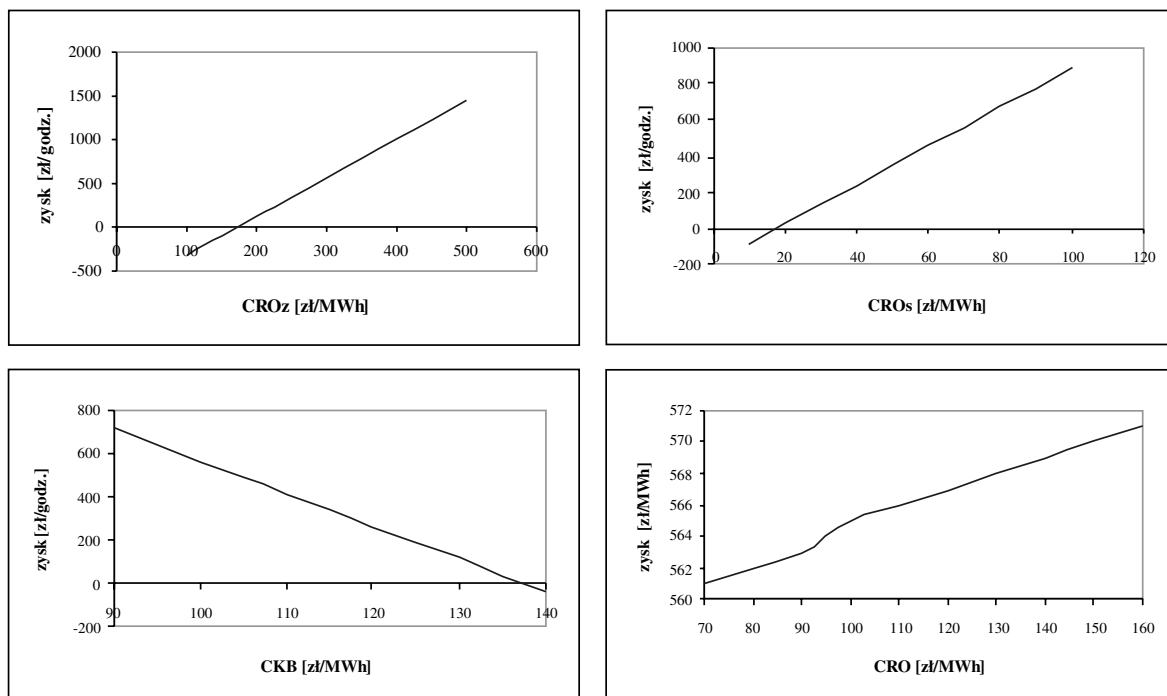 2000
1500
1000
500
0
-500
0 100 200 300 400 500 600
zysk [zł/godz.]
CROz [zł/MWh]
1000
800
600
400
200
0
-200
0 20 40 60 80 100 120
zysk [zł/godz.]
CROs [zł/MWh]
800
600
400
200
0
-200
90 100 110 120 130 140
zysk [zł/godz.]
CKB [zł/MWh]
572
570
568
566
564
562
560
70 80 90 100 110 120 130 140 150 160
zysk [zł/MWh]
CRO [zł/MWh]